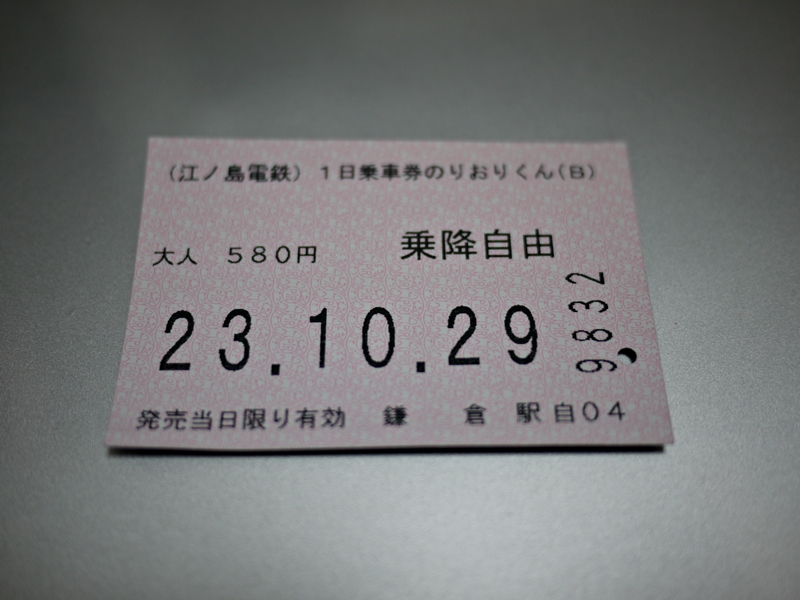 （江ノ島電鉄）１日乗車券のりおりくん（Ｂ）
大人　５８０円　乗降自由
23.10.29
9832
発売当日限り有効　鎌　倉　駅 自０４